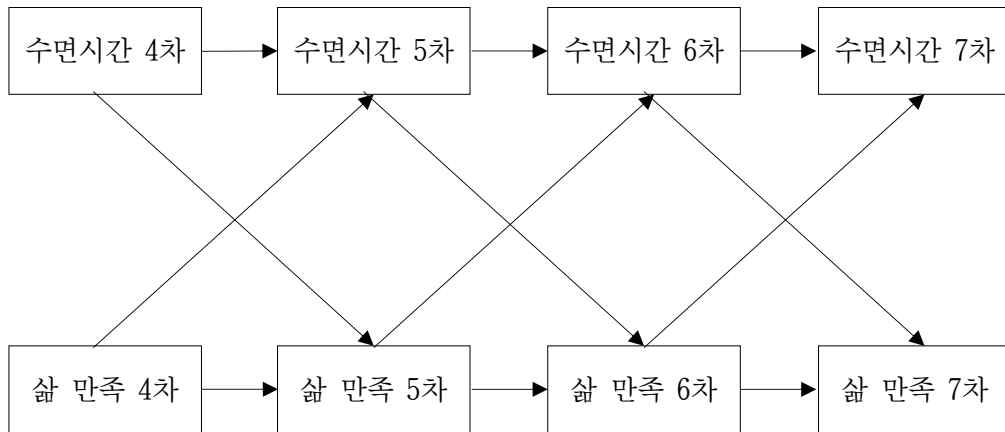 수면시간 4차
수면시간 5차
수면시간 6차
수면시간 7차
삶 만족 4차
삶 만족 5차
삶 만족 6차
삶 만족 7차